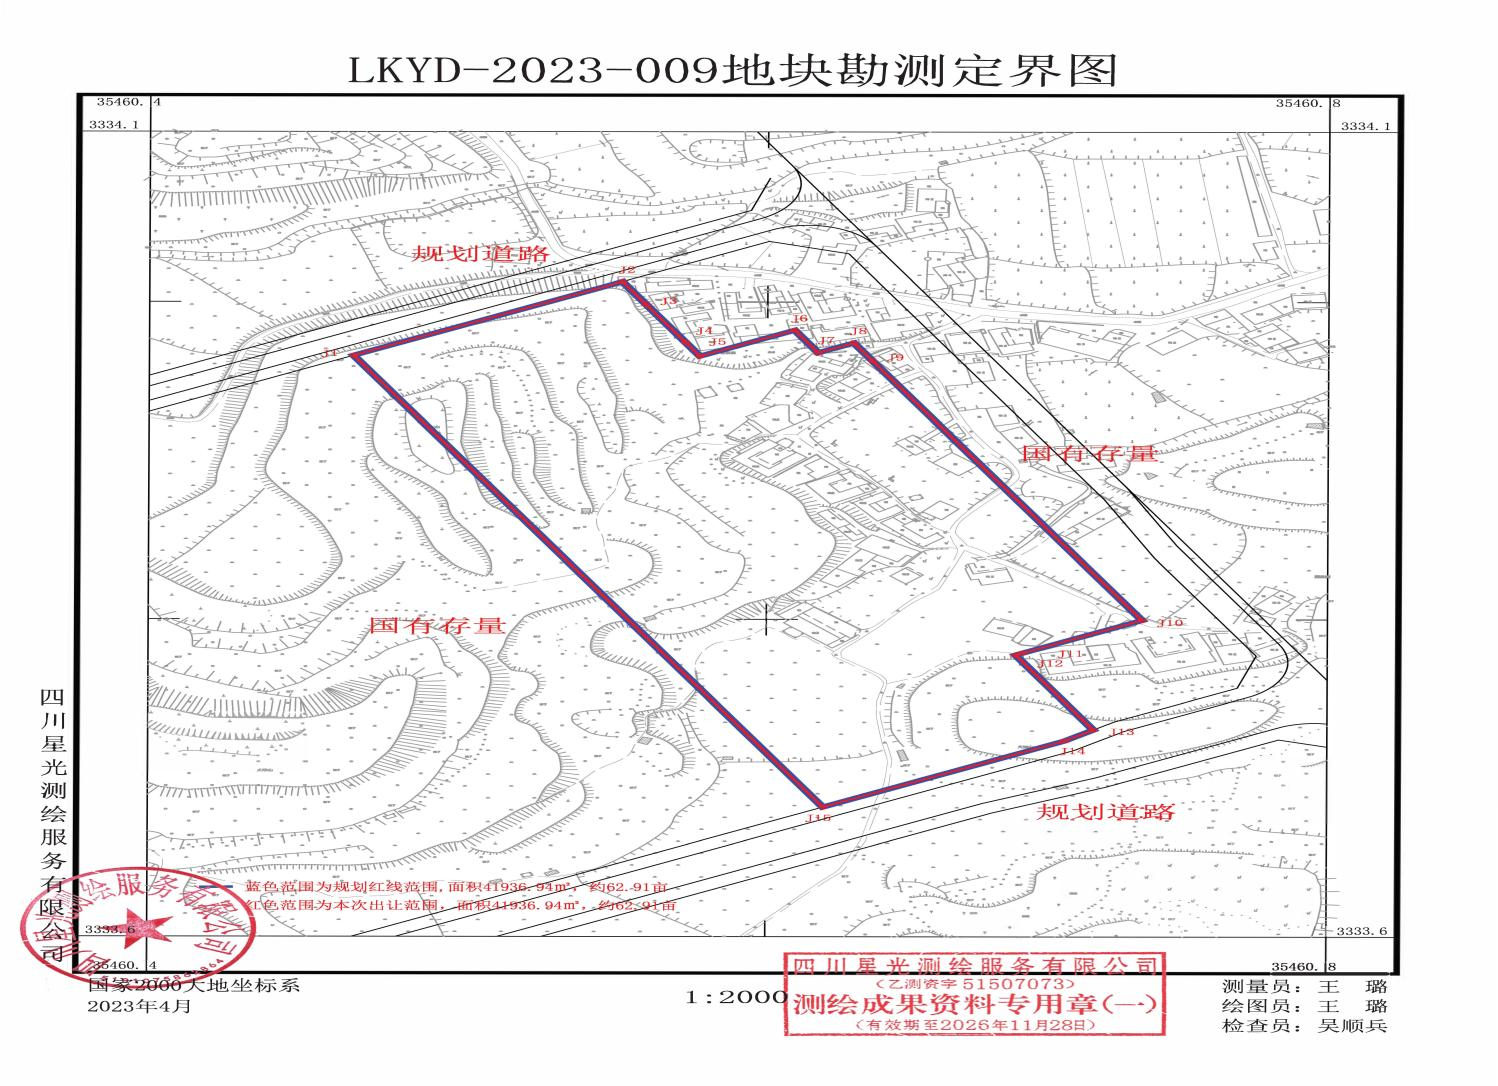 LKYD-2023-009地块勘测定界图
35460. 4
35460. 8
3334.1
3334.1
规划道路
J1
J2
J3
J4
J5
J6
J7
J8
J9
国有存量
国有存量
J10
J11
J12
J13
J14
J15
规划道路
四川星光测绘服务有限公司
蓝色范围为规划红线范围,面积41936.94㎡，约62.91亩
红色范围为本次出让范围，面积41936.94㎡，约62.91亩
3333.6
3333.6
35460. 4
35460. 8
国家2000大地坐标系
2023年4月
1:2000
四川星光测绘服务有限公司
(乙测资字51507073)
测绘成果资料专用章(一)
(有效期至2026年11月28日)
测量员: 王 璐
绘图员: 王 璐
检查员: 吴顺兵